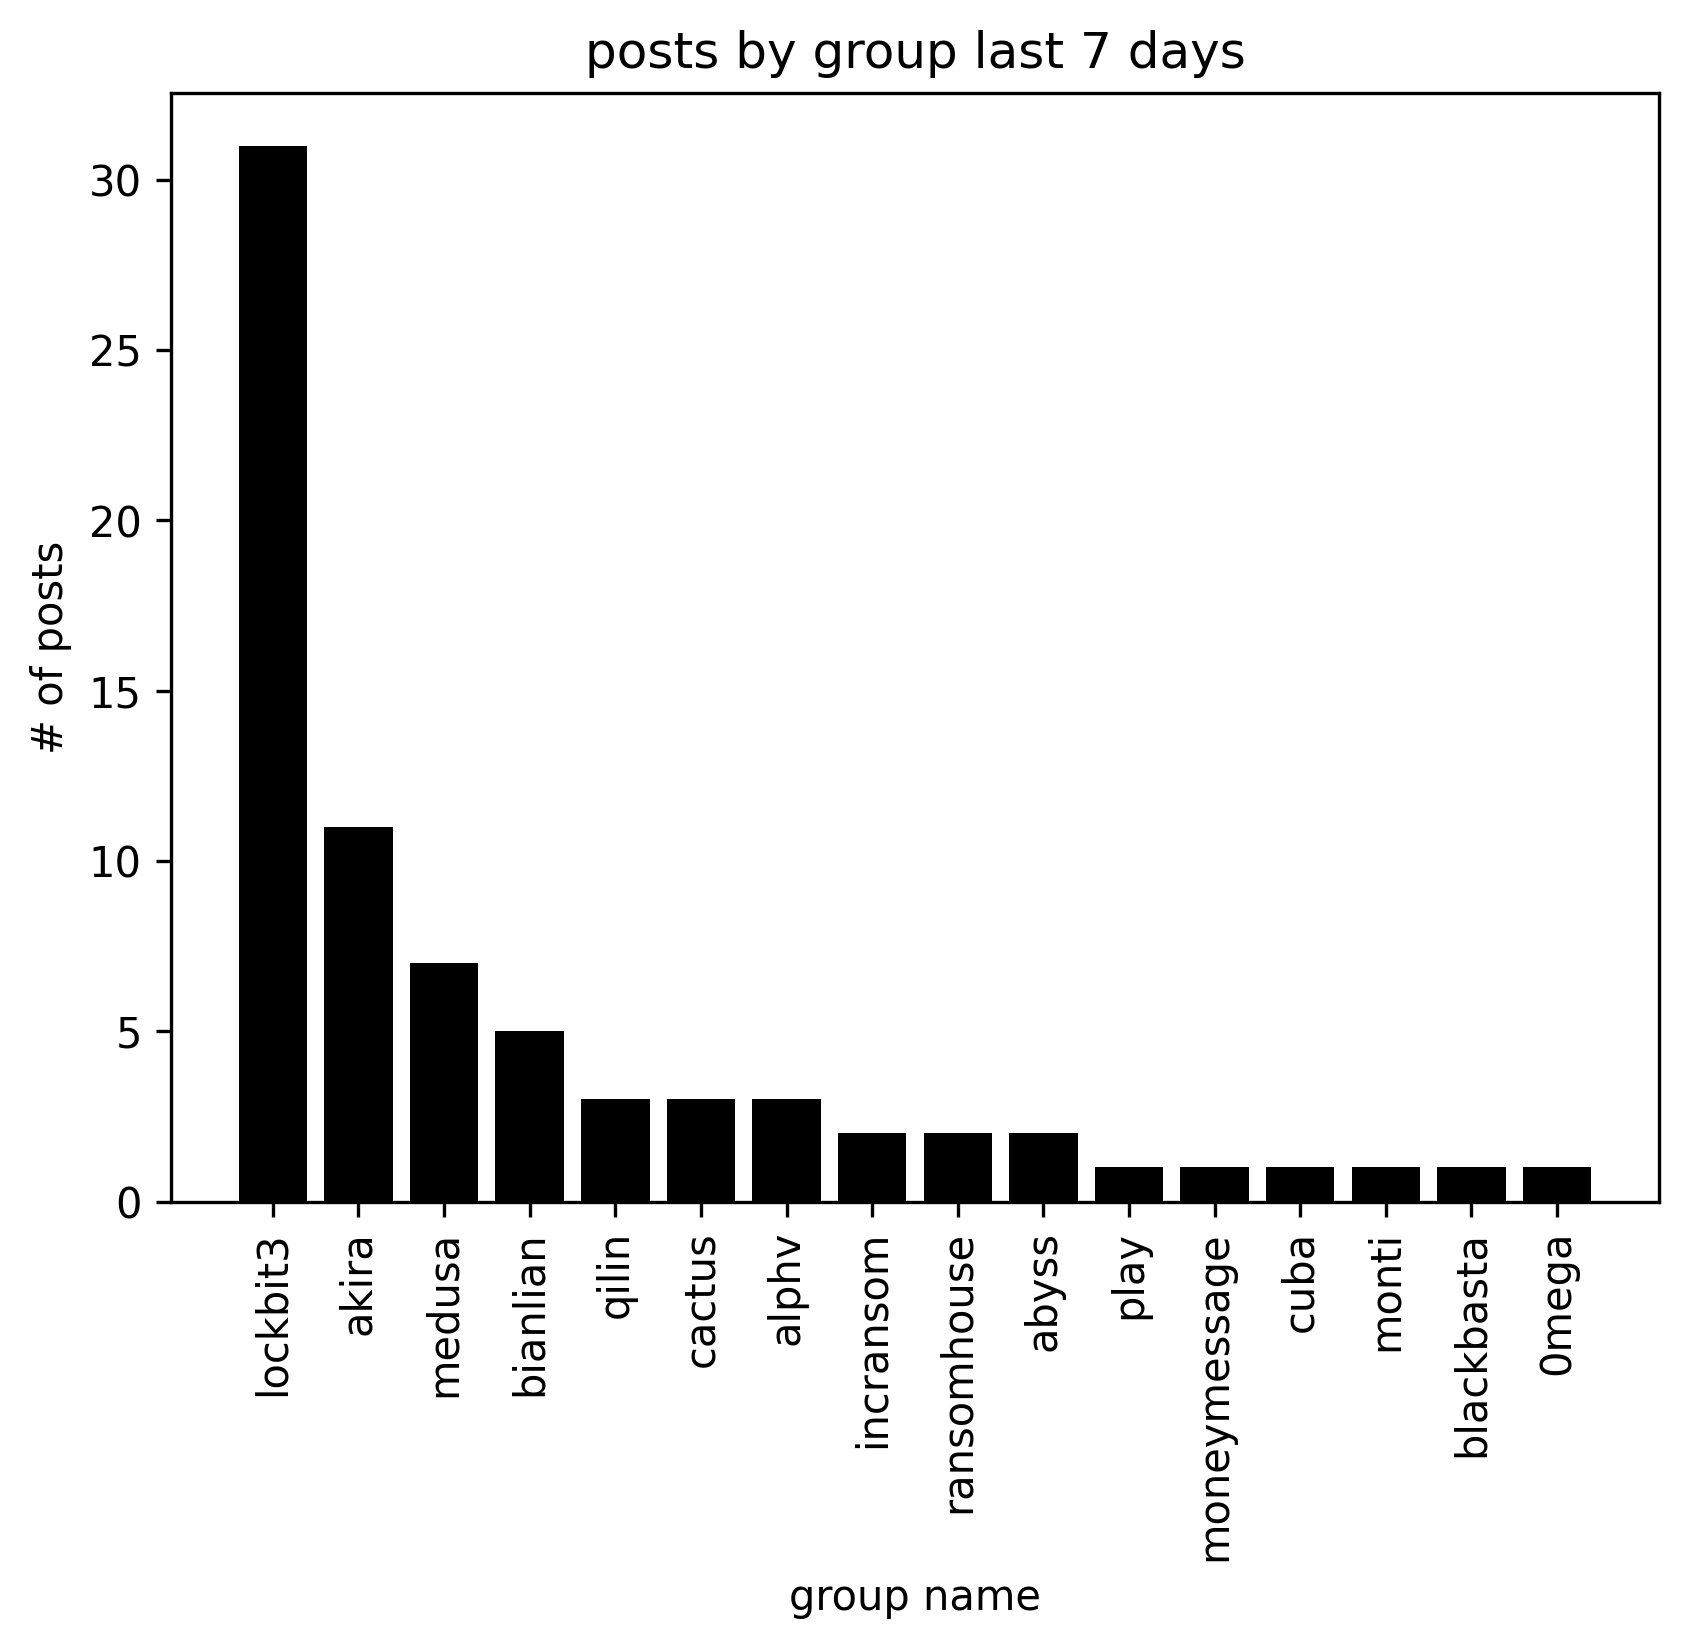 posts by group last 7 days
# of posts
30
25
20
15
10
5
0
lockbit3
akira
medusa
bianlian
qilin
cactus
alphv
incransom
ransomhouse
abyss
play
moneymessage
cuba
monti
blackbasta
0mega
group name